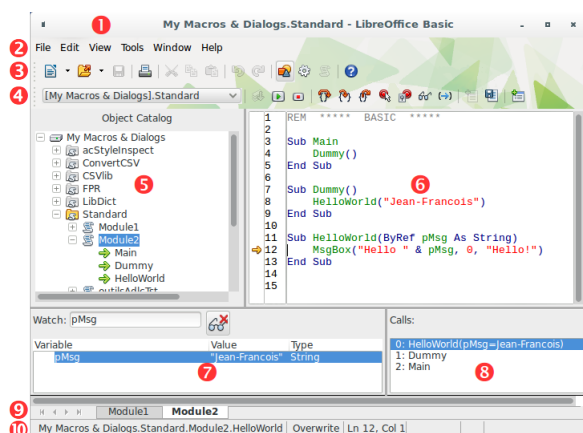 1 My Macros & Dialogs.Standard - LibreOffice Basic
2 File Edit View Tools Window Help
3
4 [My Macros & Dialogs].Standard
Object Catalog
My Macros & Dialogs
acStyleInspect
ConvertCSV
CSVlib
5
FPR
LibDict
Standard
Module1
Module2
Main
Dummy
HelloWorld
outilsAdlsTst
1 REM ***** BASIC *****
2
3 Sub Main
4 Dummy()
5 End Sub
6
6
7 Sub Dummy()
8 HelloWorld("Jean-Francois")
9 End Sub
10
11 Sub HelloWorld(ByRef pMsg As String)
12 MsgBox("Hello " & pMsg, 0, "Hello!")
13 End Sub
14
15
Watch: pMsg
Variable Value Type
pMsg "Jean-Francois" String
7
Calls:
0: HelloWorld(pMsg=Jean-Francois)
1: Dummy
2: Main
8
9 Module1 Module2
10 My Macros & Dialogs.Standard.Module2.HelloWorld Overwrite Ln 12, Col 1